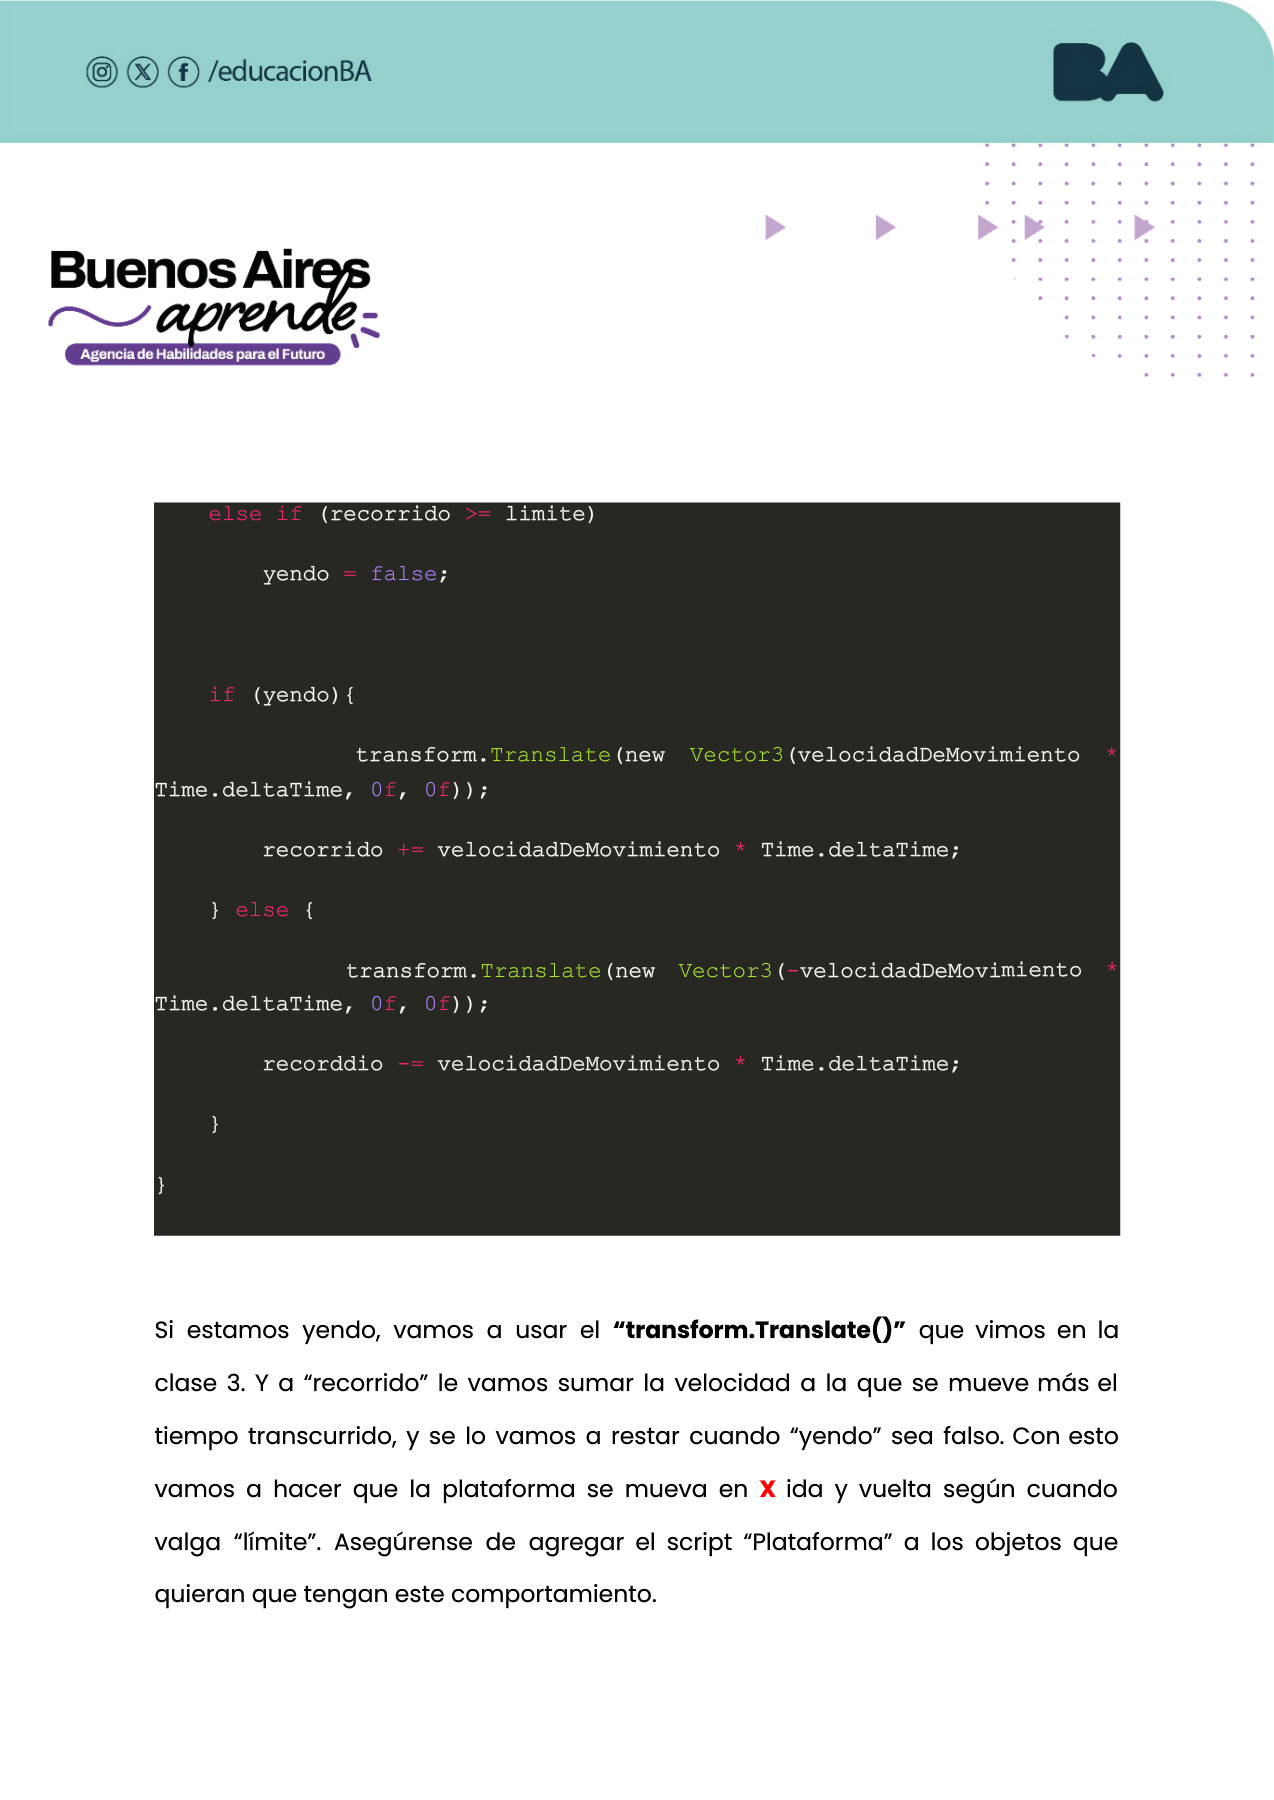 /educacionBA
BA
Buenos Aires
aprende
Agencia de Habilidades para el Futuro
else if (recorrido >= limite)
yendo = false;
if (yendo){
transform.Translate(new Vector3(velocidadDeMovimiento *
Time.deltaTime, 0f, 0f));
recorrido += velocidadDeMovimiento * Time.deltaTime;
} else {
transform.Translate(new Vector3(-velocidadDeMovimiento *
Time.deltaTime, 0f, 0f));
recorddio -= velocidadDeMovimiento * Time.deltaTime;
}
}
Si estamos yendo, vamos a usar el “transform.Translate()” que vimos en la
clase 3. Y a “recorrido” le vamos sumar la velocidad a la que se mueve más el
tiempo transcurrido, y se lo vamos a restar cuando “yendo” sea falso. Con esto
vamos a hacer que la plataforma se mueva en X ida y vuelta según cuando
valga “límite”. Asegúrense de agregar el script “Plataforma” a los objetos que
quieran que tengan este comportamiento.